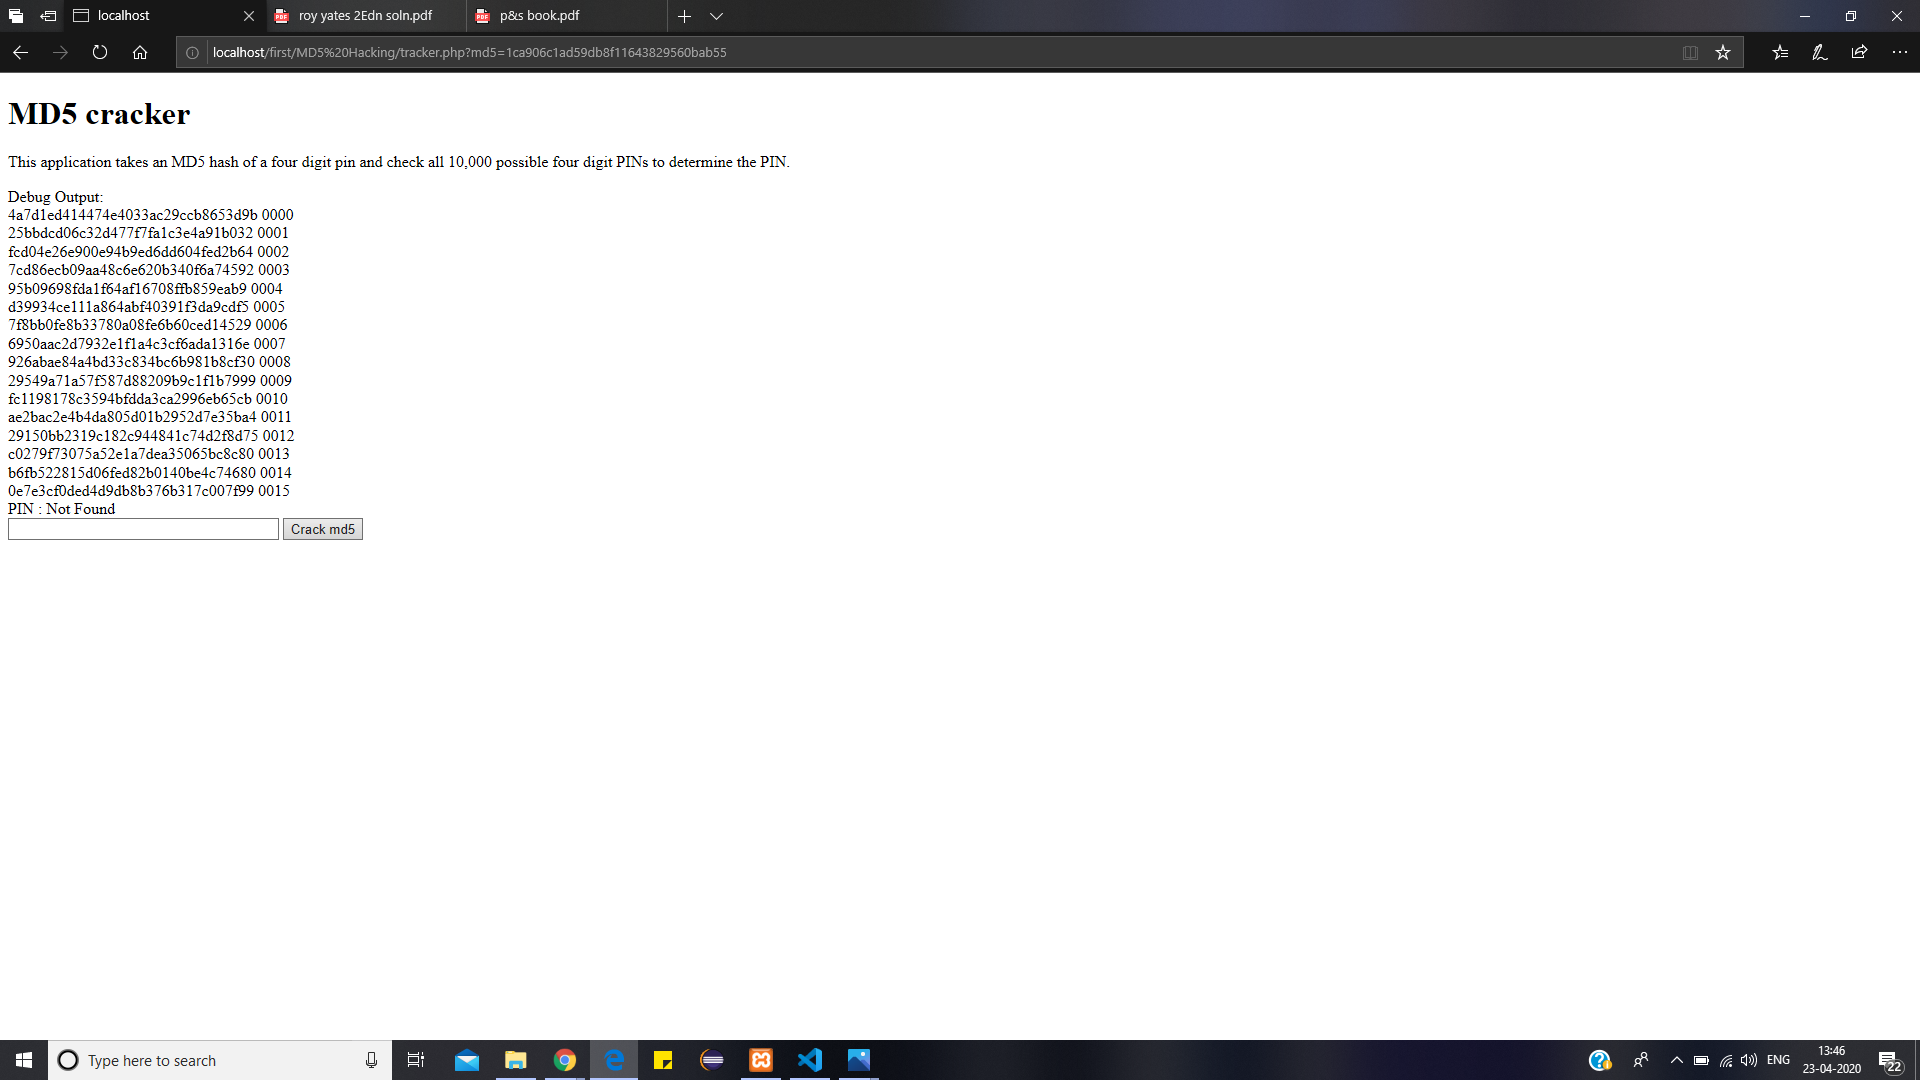 localhost
roy yates 2Edn soln.pdf
p&s book.pdf
localhost/first/MD5%20Hacking/tracker.php?md5=1ca906c1ad59db8f11643829560bab55
MD5 cracker
This application takes an MD5 hash of a four digit pin and check all 10,000 possible four digit PINs to determine the PIN.
Debug Output:
4a7d1ed414474e4033ac29ccb8653d9b 0000
25bbdcd06c32d477f7fa1c3e4a91b032 0001
fcd04e26e900e94b9ed6dd604fed2b64 0002
7cd86ecb09aa48c6e620b340f6a74592 0003
95b09698fda1f64af16708ffb859eab9 0004
d39934ce111a864abf40391f3da9cdf5 0005
7f8bb0fe8b33780a08fe6b60ced14529 0006
6950aac2d7932e1f1a4c3cf6ada1316e 0007
926abae84a4bd33c834bc6b981b8cf30 0008
29549a71a57f587d88209b9c1f1b7999 0009
fc1198178c3594bfdda3ca2996eb65cb 0010
ae2bac2e4b4da805d01b2952d7e35ba4 0011
29150bb2319c182c944841c74d2f8d75 0012
c0279f73075a52e1a7dea35065bc8c80 0013
b6fb522815d06fed82b0140be4c74680 0014
0e7e3cf0ded4d9db8b376b317c007f99 0015
PIN : Not Found
Crack md5
Type here to search
ENG
13:46
23-04-2020
22